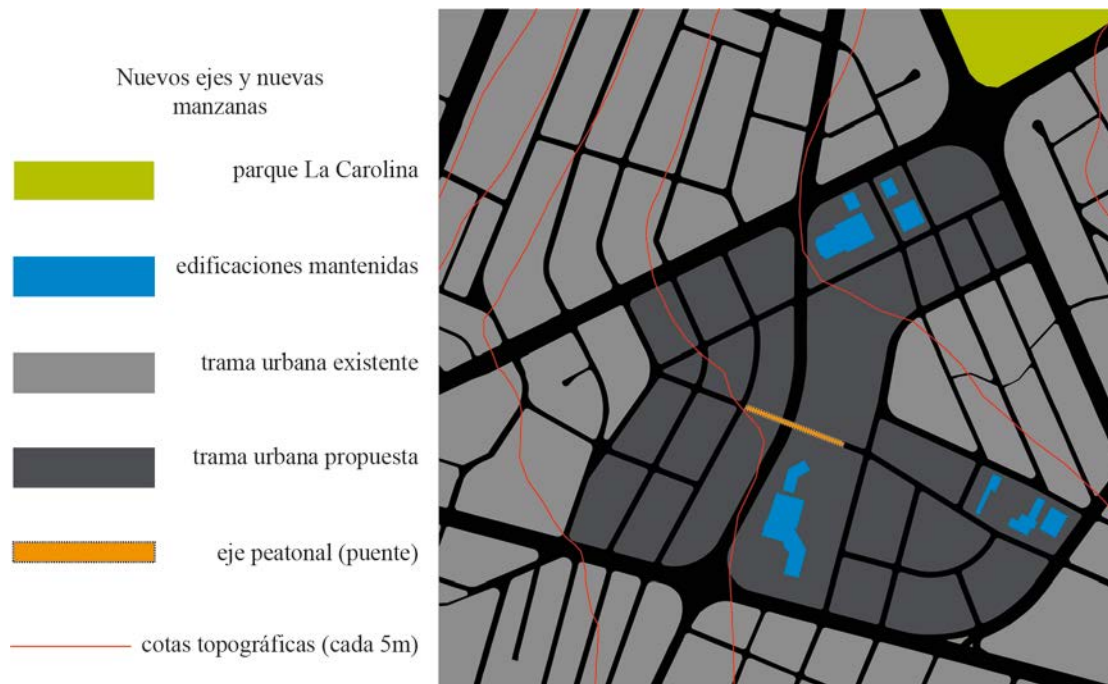 Nuevos ejes y nuevas
manzanas
parque La Carolina
edificaciones mantenidas
trama urbana existente
trama urbana propuesta
eje peatonal (puente)
cotas topográficas (cada 5m)